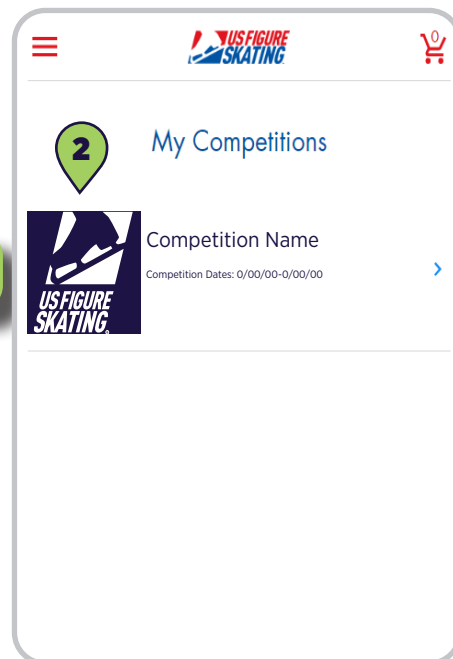 US FIGURE
SKATING
0
2
My Competitions
Competition Name
Competition Dates: 0/00/00-0/00/00
US FIGURE
SKATING